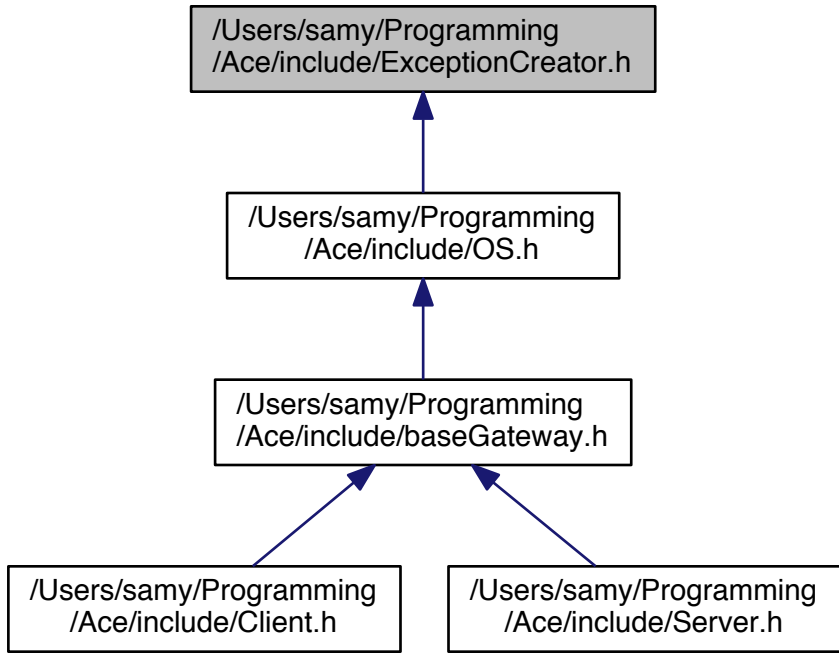 /Users/samy/Programming
/Ace/include/ExceptionCreator.h
/Users/samy/Programming
/Ace/include/OS.h
/Users/samy/Programming
/Ace/include/baseGateway.h
/Users/samy/Programming
/Ace/include/Client.h
/Users/samy/Programming
/Ace/include/Server.h